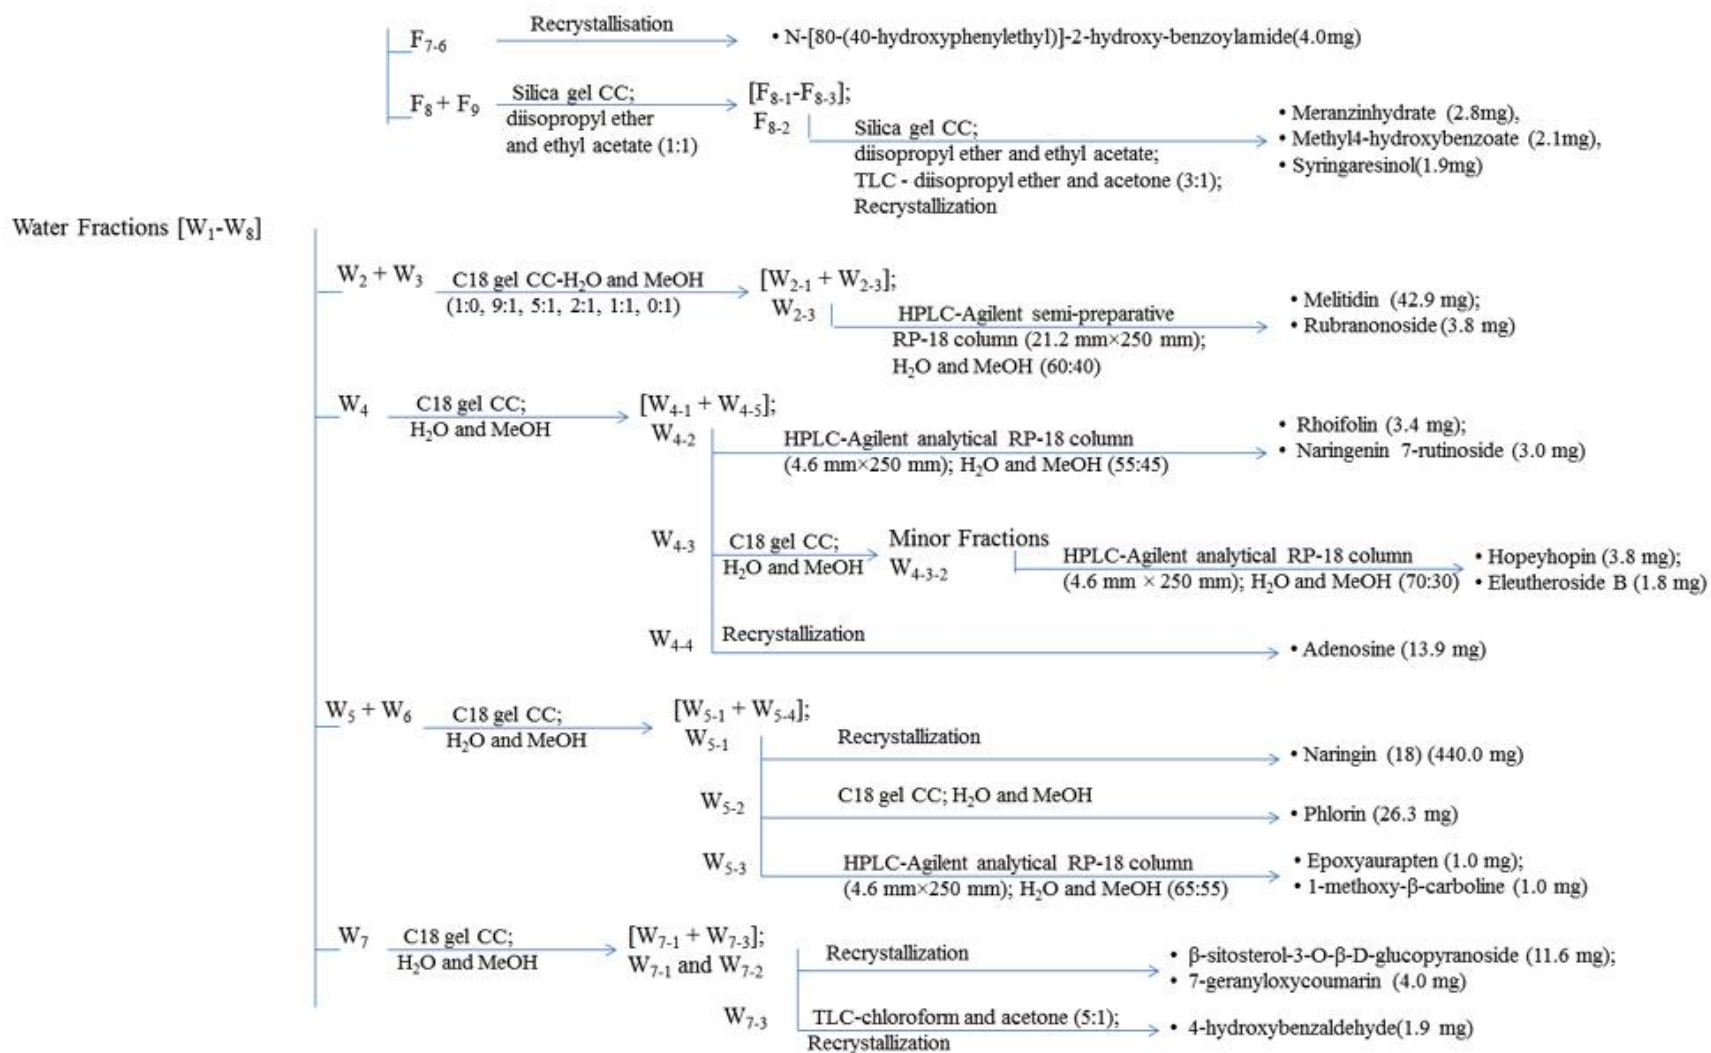 F₇₋₆
Recrystallisation
• N-[80-(40-hydroxyphenylethyl)]-2-hydroxy-benzoylamide(4.0mg)
F₈ + F₉
Silica gel CC;
diisopropyl ether
and ethyl acetate (1:1)
[F₈₋₁-F₈₋₃];
F₈₋₂
Silica gel CC;
diisopropyl ether and ethyl acetate;
TLC - diisopropyl ether and acetone (3:1);
Recrystallization
• Meranzinhydrate (2.8mg),
• Methyl4-hydroxybenzoate (2.1mg),
• Syringaresinol(1.9mg)
Water Fractions [W₁-W₈]
W₂ + W₃
C18 gel CC-H₂O and MeOH
(1:0, 9:1, 5:1, 2:1, 1:1, 0:1)
[W₂₋₁ + W₂₋₃];
W₂₋₃
HPLC-Agilent semi-preparative
RP-18 column (21.2 mm×250 mm);
H₂O and MeOH (60:40)
• Melitidin (42.9 mg);
• Rubranonoside (3.8 mg)
W₄
C18 gel CC;
H₂O and MeOH
[W₄₋₁ + W₄₋₅];
W₄₋₂
HPLC-Agilent analytical RP-18 column
(4.6 mm×250 mm); H₂O and MeOH (55:45)
• Rhoifolin (3.4 mg);
• Naringenin 7-rutinoside (3.0 mg)
W₄₋₃
C18 gel CC;
H₂O and MeOH
Minor Fractions
W₄₋₃₋₂
HPLC-Agilent analytical RP-18 column
(4.6 mm × 250 mm); H₂O and MeOH (70:30)
• Hopeyhopin (3.8 mg);
• Eleutheroside B (1.8 mg)
W₄₋₄
Recrystallization
• Adenosine (13.9 mg)
W₅ + W₆
C18 gel CC;
H₂O and MeOH
[W₅₋₁ + W₅₋₄];
W₅₋₁
Recrystallization
• Naringin (18) (440.0 mg)
W₅₋₂
C18 gel CC; H₂O and MeOH
• Phlorin (26.3 mg)
W₅₋₃
HPLC-Agilent analytical RP-18 column
(4.6 mm×250 mm); H₂O and MeOH (65:55)
• Epoxyaurapten (1.0 mg);
• 1-methoxy-β-carboline (1.0 mg)
W₇
C18 gel CC;
H₂O and MeOH
[W₇₋₁ + W₇₋₃];
W₇₋₁ and W₇₋₂
Recrystallization
• β-sitosterol-3-O-β-D-glucopyranoside (11.6 mg);
• 7-geranyloxycoumarin (4.0 mg)
W₇₋₃
TLC-chloroform and acetone (5:1);
Recrystallization
• 4-hydroxybenzaldehyde(1.9 mg)